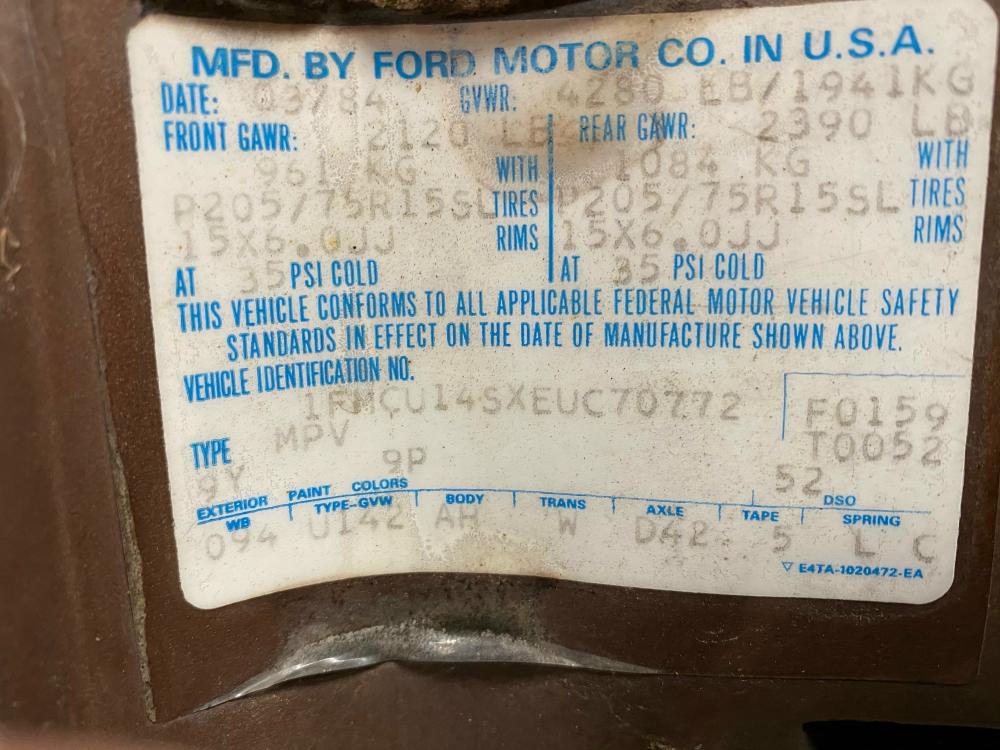 MFD. BY FORD MOTOR CO. IN U.S.A.
DATE: 03/84 GVWR: 4280 LB/1941KG
FRONT GAWR: 2120 LB REAR GAWR: 2390 LB
961 KG WITH 1084 KG WITH
P205/75R15SL TIRES P205/75R15SL TIRES
15X6.0JJ RIMS 15X6.0JJ RIMS
AT 35 PSI COLD AT 35 PSI COLD
THIS VEHICLE CONFORMS TO ALL APPLICABLE FEDERAL MOTOR VEHICLE SAFETY
STANDARDS IN EFFECT ON THE DATE OF MANUFACTURE SHOWN ABOVE.
VEHICLE IDENTIFICATION NO.
1FMCU14SXEUC70772 F0159
TYPE MPV T0052
9Y 9P 52
EXTERIOR PAINT COLORS DSO
WB TYPE-GVW BODY TRANS AXLE TAPE SPRING
094 U142 AH W D42 5 L C
▽ E4TA-1020472-EA